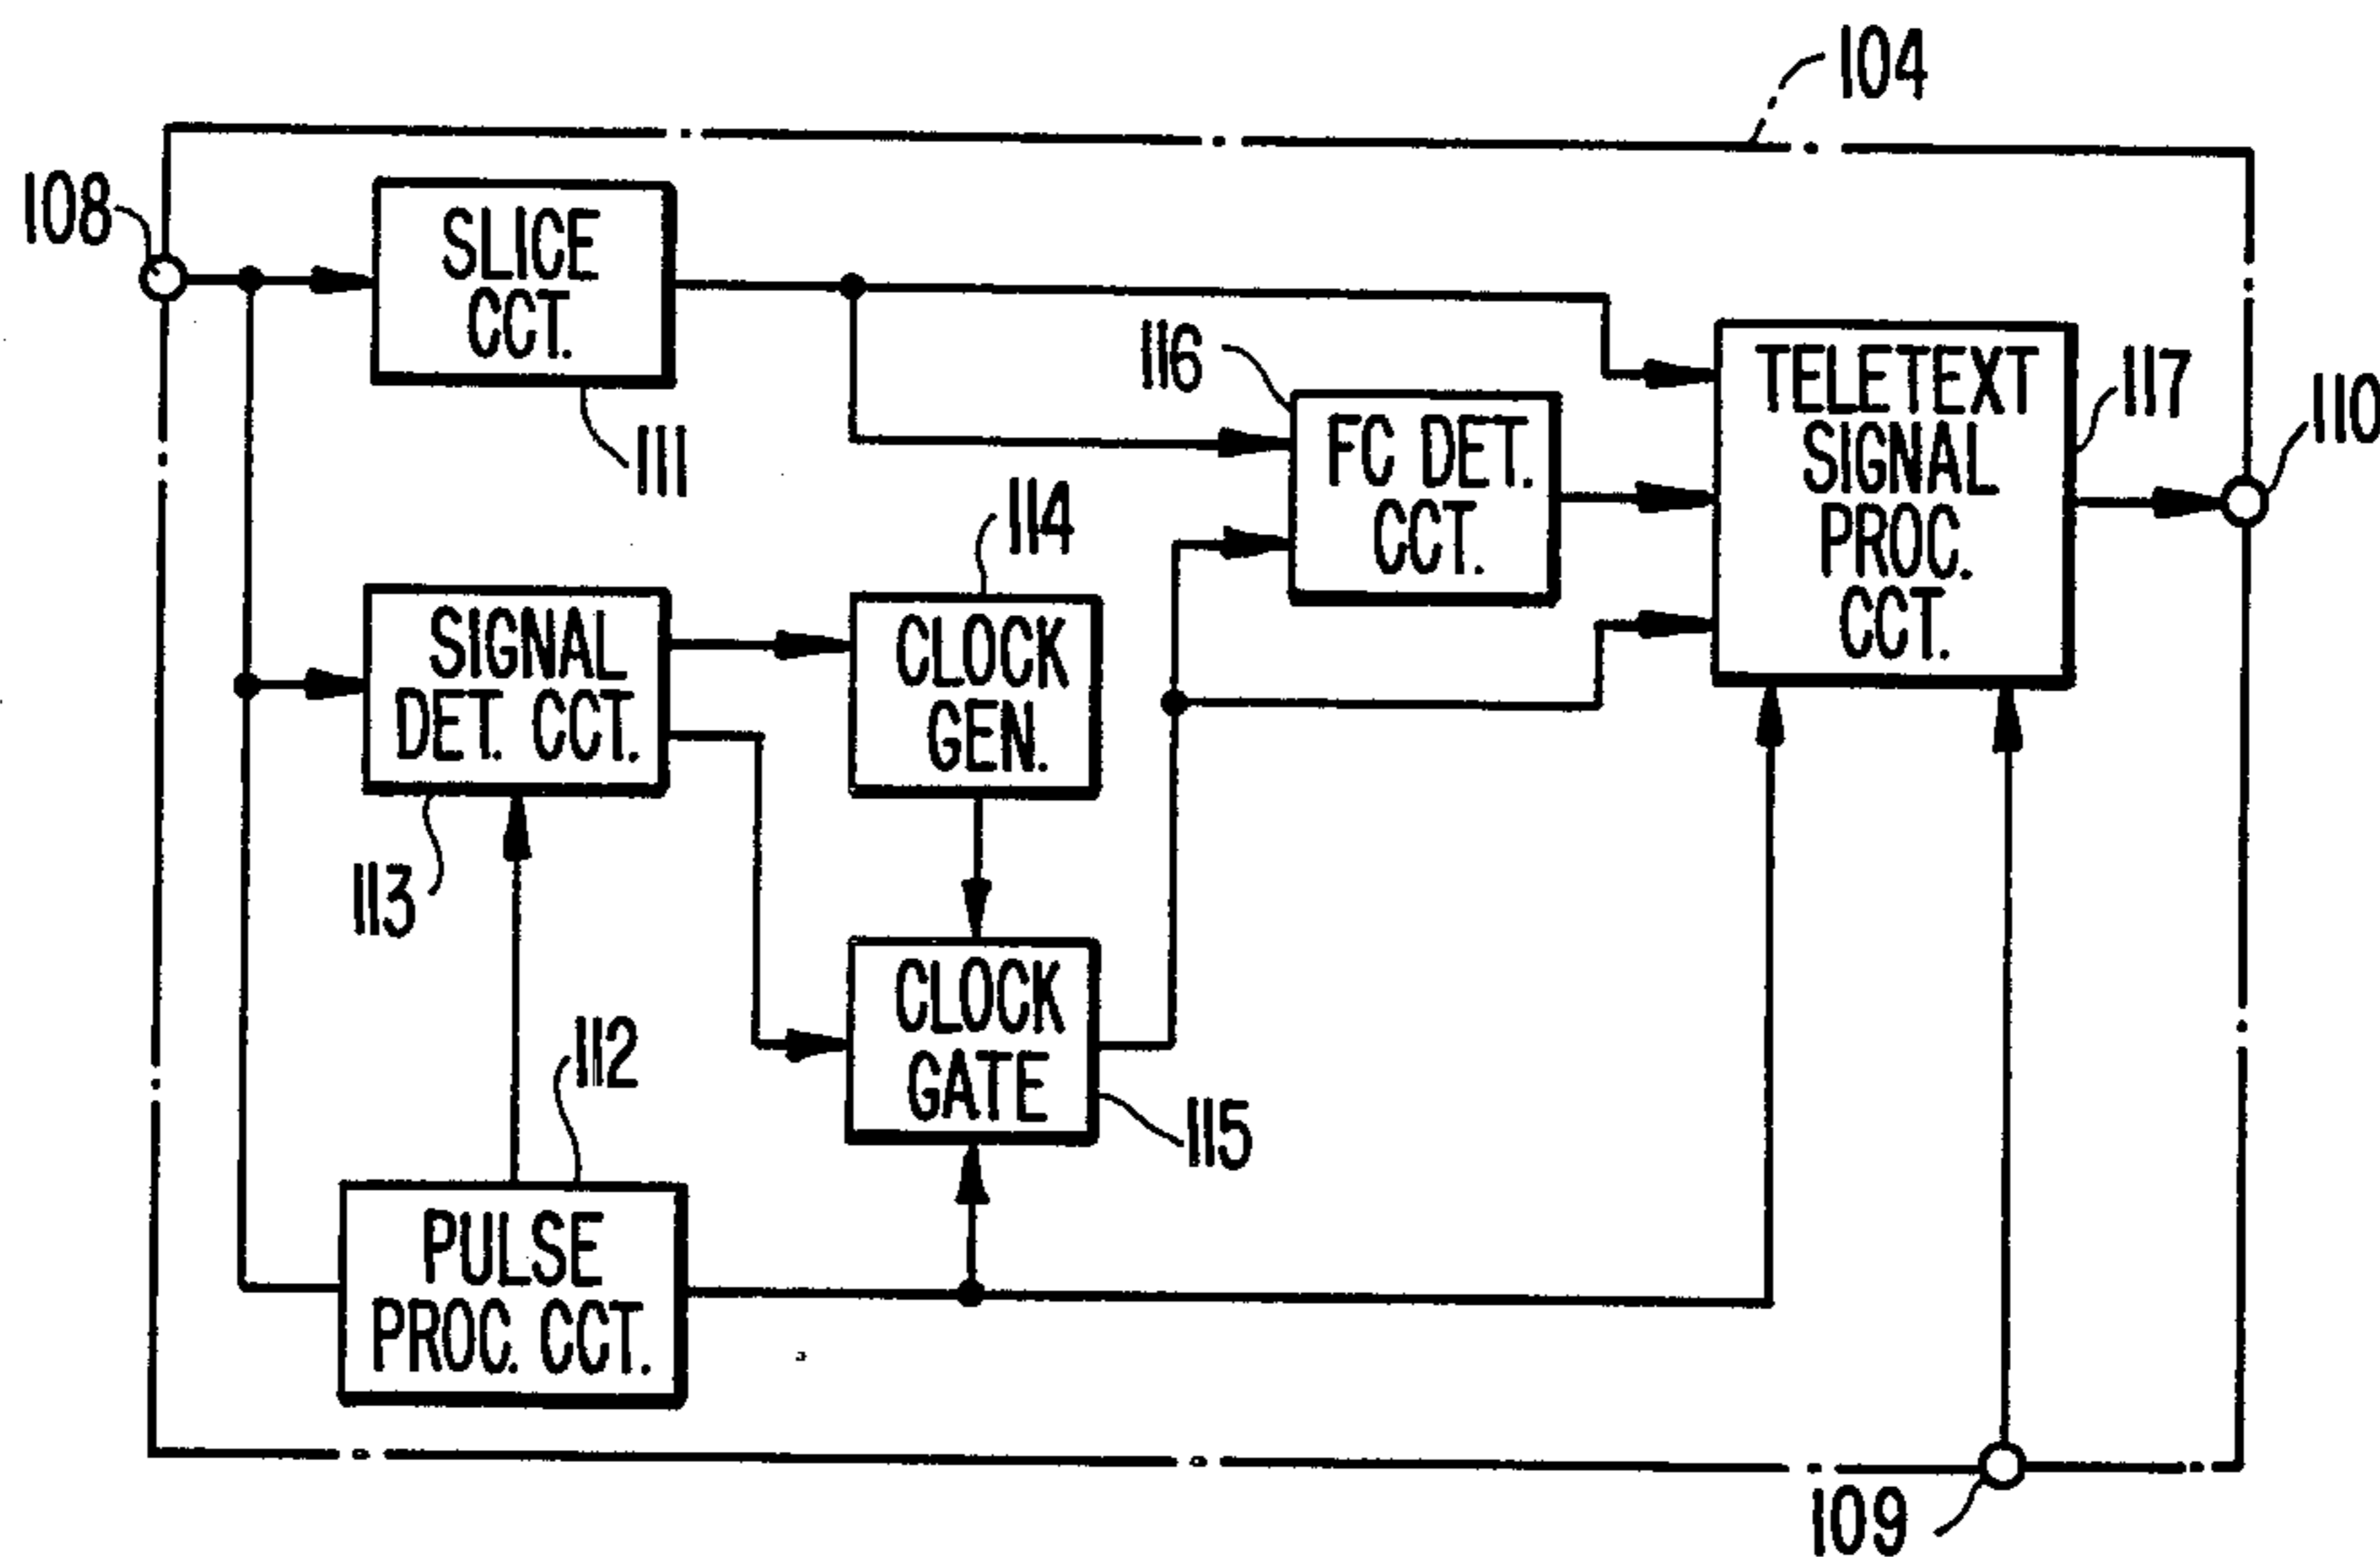 104
108
SLICE
CCT.
111
116
FC DET.
CCT.
TELETEXT
SIGNAL
PROC.
CCT.
117
110
114
SIGNAL
DET. CCT.
113
CLOCK
GEN.
CLOCK
GATE
115
112
PULSE
PROC. CCT.
109